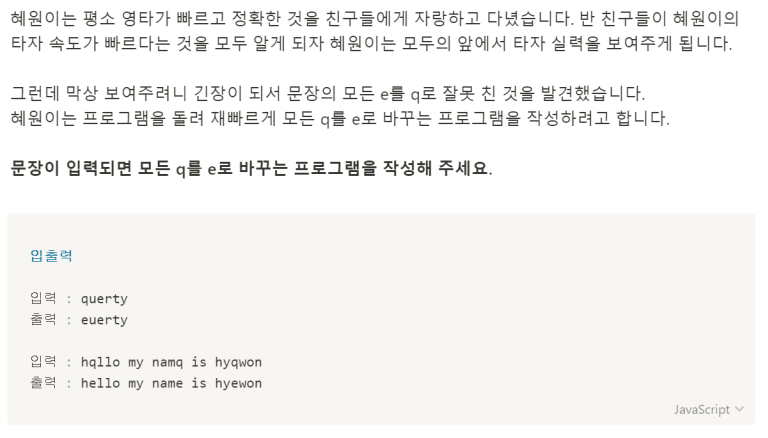 혜원이는 평소 영타가 빠르고 정확한 것을 친구들에게 자랑하고 다녔습니다. 반 친구들이 혜원이의
타자 속도가 빠르다는 것을 모두 알게 되자 혜원이는 모두의 앞에서 타자 실력을 보여주게 됩니다.
그런데 막상 보여주려니 긴장이 되서 문장의 모든 e를 q로 잘못 친 것을 발견했습니다.
혜원이는 프로그램을 돌려 재빠르게 모든 q를 e로 바꾸는 프로그램을 작성하려고 합니다.
문장이 입력되면 모든 q를 e로 바꾸는 프로그램을 작성해 주세요.
입출력
입력 : querty
출력 : euerty
입력 : hqllo my namq is hyqwon
출력 : hello my name is hyewon
JavaScript